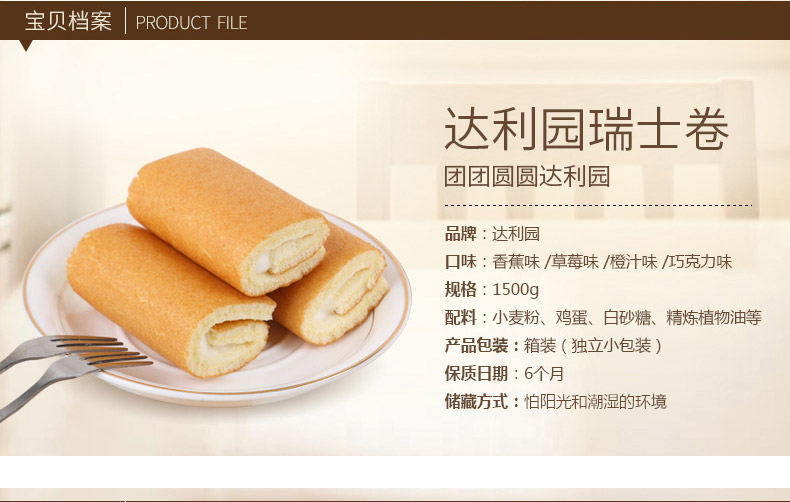 宝贝档案 PRODUCT FILE
达利园瑞士卷
团团圆圆达利园
品牌：达利园
口味：香蕉味 /草莓味 /橙汁味 /巧克力味
规格：1500g
配料：小麦粉、鸡蛋、白砂糖、精炼植物油等
产品包装：箱装（独立小包装）
保质日期：6个月
储藏方式：怕阳光和潮湿的环境